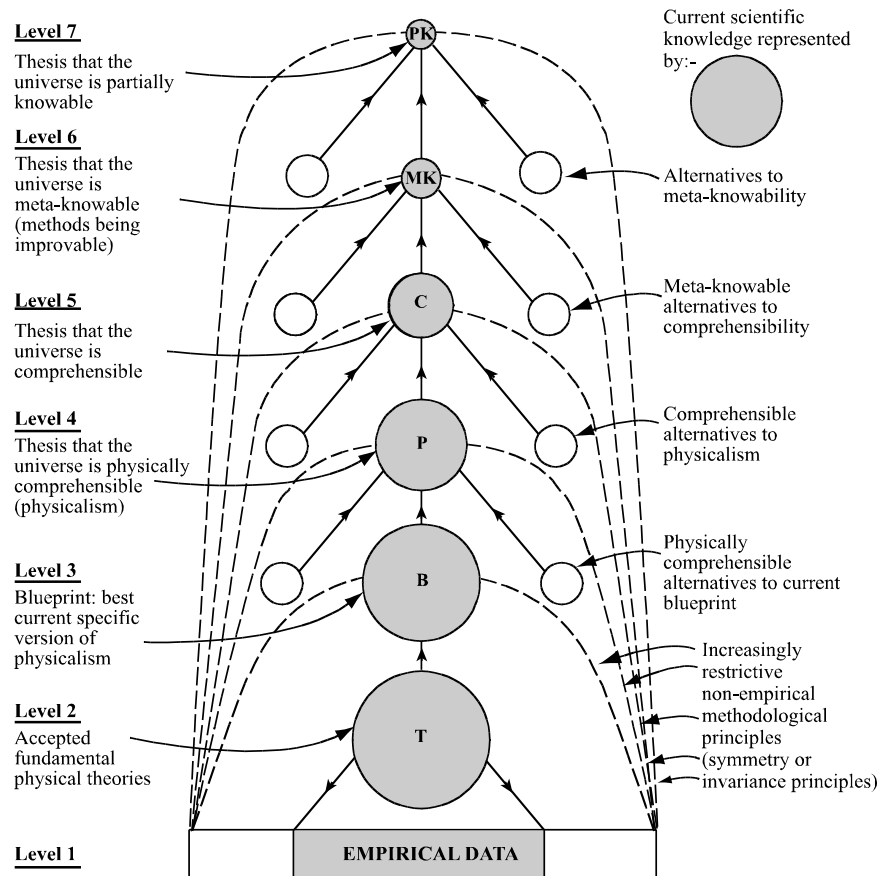 Level 7
Thesis that the
universe is partially
knowable
Level 6
Thesis that the
universe is
meta-knowable
(methods being
improvable)
Level 5
Thesis that the
universe is
comprehensible
Level 4
Thesis that the
universe is physically
comprehensible
(physicalism)
Level 3
Blueprint: best
current specific
version of
physicalism
Level 2
Accepted
fundamental
physical theories
Level 1
PK
MK
C
P
B
T
EMPIRICAL DATA
Current scientific
knowledge represented
by:-
Alternatives to
meta-knowability
Meta-knowable
alternatives to
comprehensibility
Comprehensible
alternatives to
physicalism
Physically
comprehensible
alternatives to current
blueprint
Increasingly
restrictive
non-empirical
methodological
principles
(symmetry or
invariance principles)